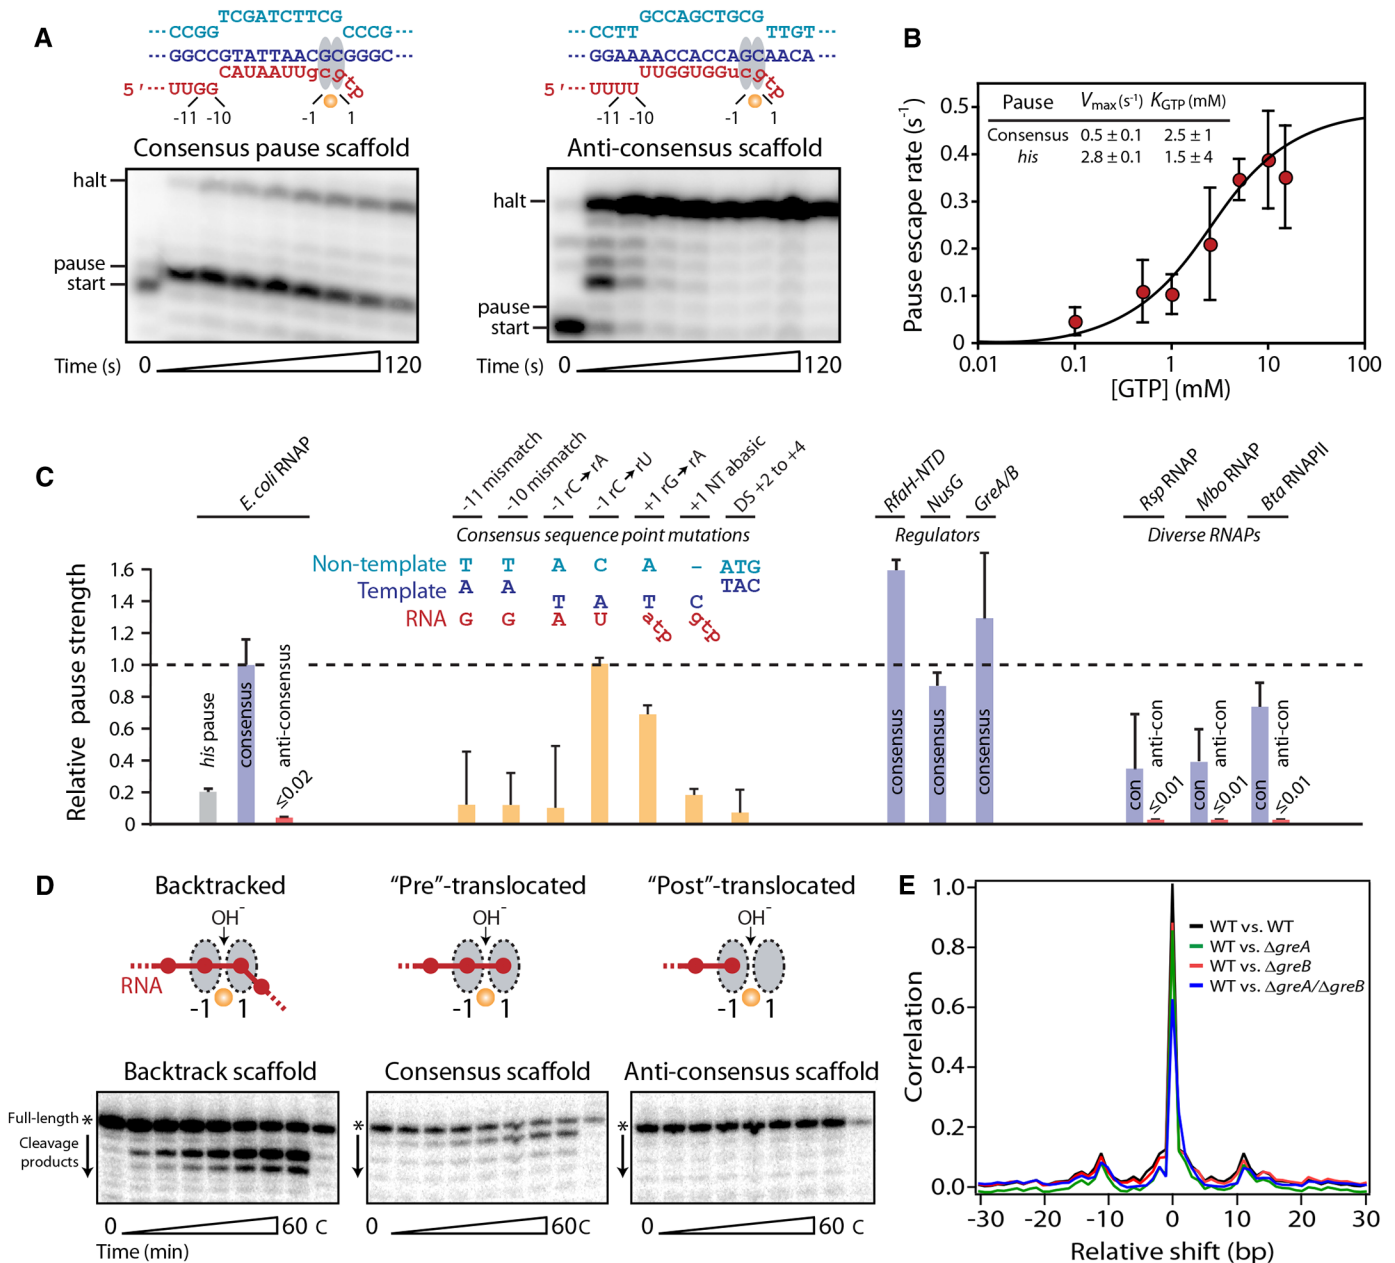 A
TCGATCTTCG
CCGG CCCG
GGCCGTATTAACGCGGGC
CAUAAUUgcgtp
5'UUGG
-11 -10 -1 1
Consensus pause scaffold
halt
pause
start
Time (s) 0 120
GCCAGCTGCG
CCTT TTGT
GGAAAACCACCAGCAACA
UUGGUGGucgtp
UUUU
-11 -10 -1 1
Anti-consensus scaffold
halt
pause
start
Time (s) 0 120
B
Pause Vmax (s-1) KGTP (mM)
Consensus 0.5 ± 0.1 2.5 ± 1
his 2.8 ± 0.1 1.5 ± 4
Pause escape rate (s-1)
0.5
0.4
0.3
0.2
0.1
0
0.01 0.1 1 10 100
[GTP] (mM)
C
E. coli RNAP
-11 mismatch
-10 mismatch
-1 rC→rA
-1 rC→rU
+1 rG→rA
+1 NT abasic
DS +2 to +4
RfaH-NTD
NusG
GreA/B
Rsp RNAP
Mbo RNAP
Bta RNAPII
Consensus sequence point mutations
Regulators
Diverse RNAPs
Non-template T T A C A – ATG
Template A A T A T C TAC
RNA G G A U atp gtp
Relative pause strength
1.6
1.4
1.2
1.0
0.8
0.6
0.4
0.2
0
his pause
consensus
anti-consensus
≤0.02
consensus
consensus
consensus
con
anti-con
≤0.01
con
anti-con
≤0.01
con
anti-con
≤0.01
D
Backtracked
OH-
RNA
-1 1
"Pre"-translocated
OH-
-1 1
"Post"-translocated
OH-
-1 1
Backtrack scaffold
Consensus scaffold
Anti-consensus scaffold
Full-length *
Cleavage
products
*
*
0 60 C
0 60 C
0 60 C
Time (min)
E
WT vs. WT
WT vs. ΔgreA
WT vs. ΔgreB
WT vs. ΔgreA/ΔgreB
Correlation
1.0
0.8
0.6
0.4
0.2
0.0
-30 -20 -10 0 10 20 30
Relative shift (bp)